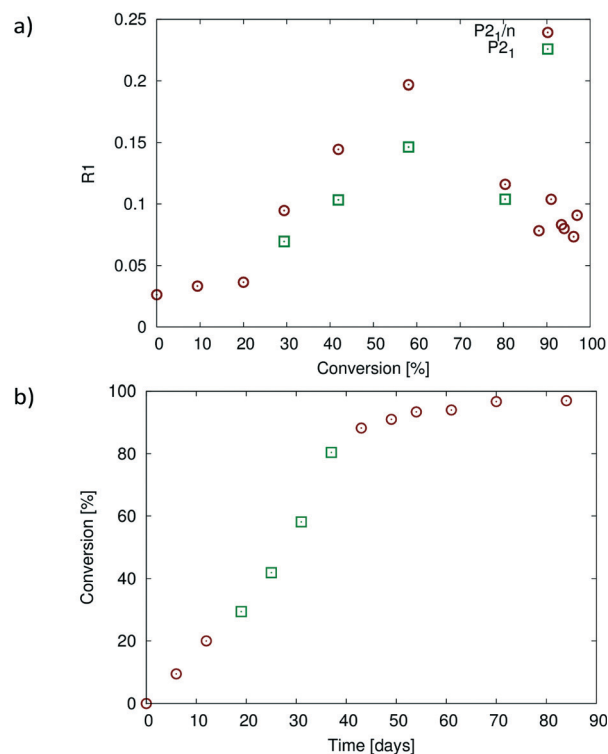 a)
P2₁/n
P2₁
0.25
0.2
0.15
0.1
0.05
0
R1
0 10 20 30 40 50 60 70 80 90 100
Conversion [%]
b)
100
80
60
40
20
0
Conversion [%]
0 10 20 30 40 50 60 70 80 90
Time [days]